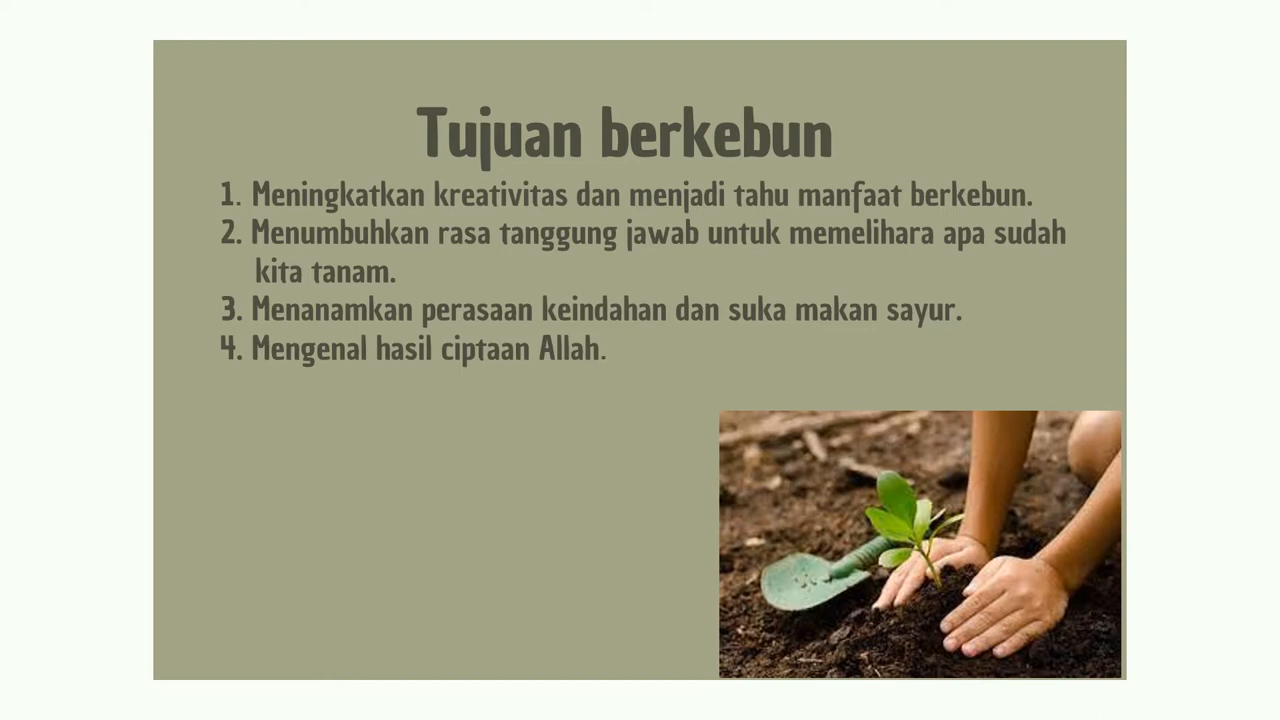 Tujuan berkebun
1. Meningkatkan kreativitas dan menjadi tahu manfaat berkebun.
2. Menumbuhkan rasa tanggung jawab untuk memelihara apa sudah
kita tanam.
3. Menanamkan perasaan keindahan dan suka makan sayur.
4. Mengenal hasil ciptaan Allah.